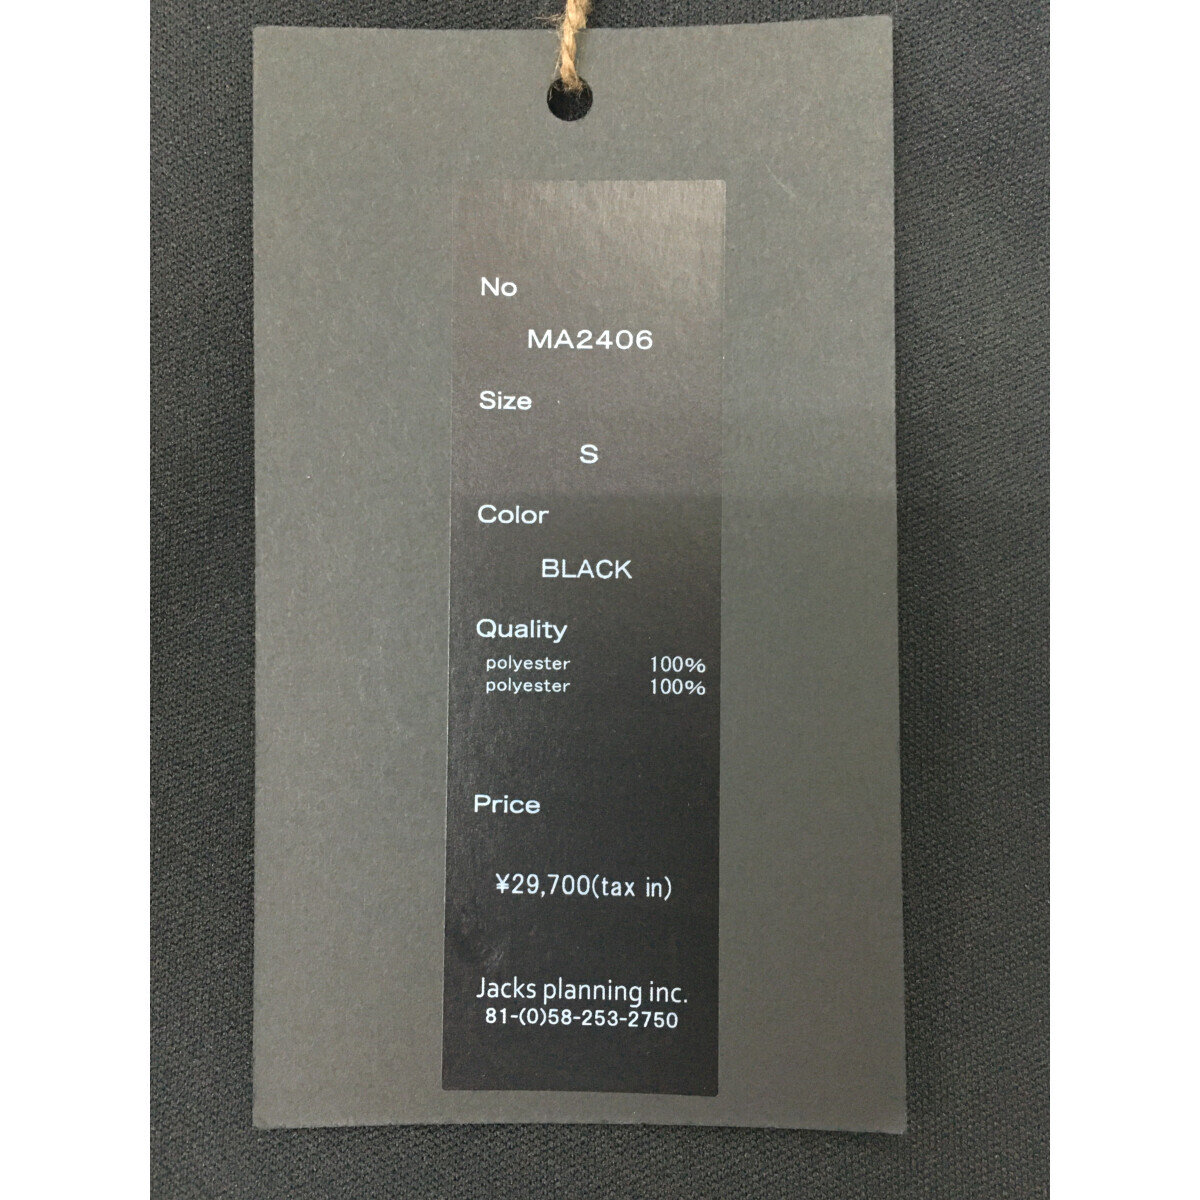 No
MA2406
Size
S
Color
BLACK
Quality
polyester 100%
polyester 100%
Price
¥29,700(tax in)
Jacks planning inc.
81-(0)58-253-2750